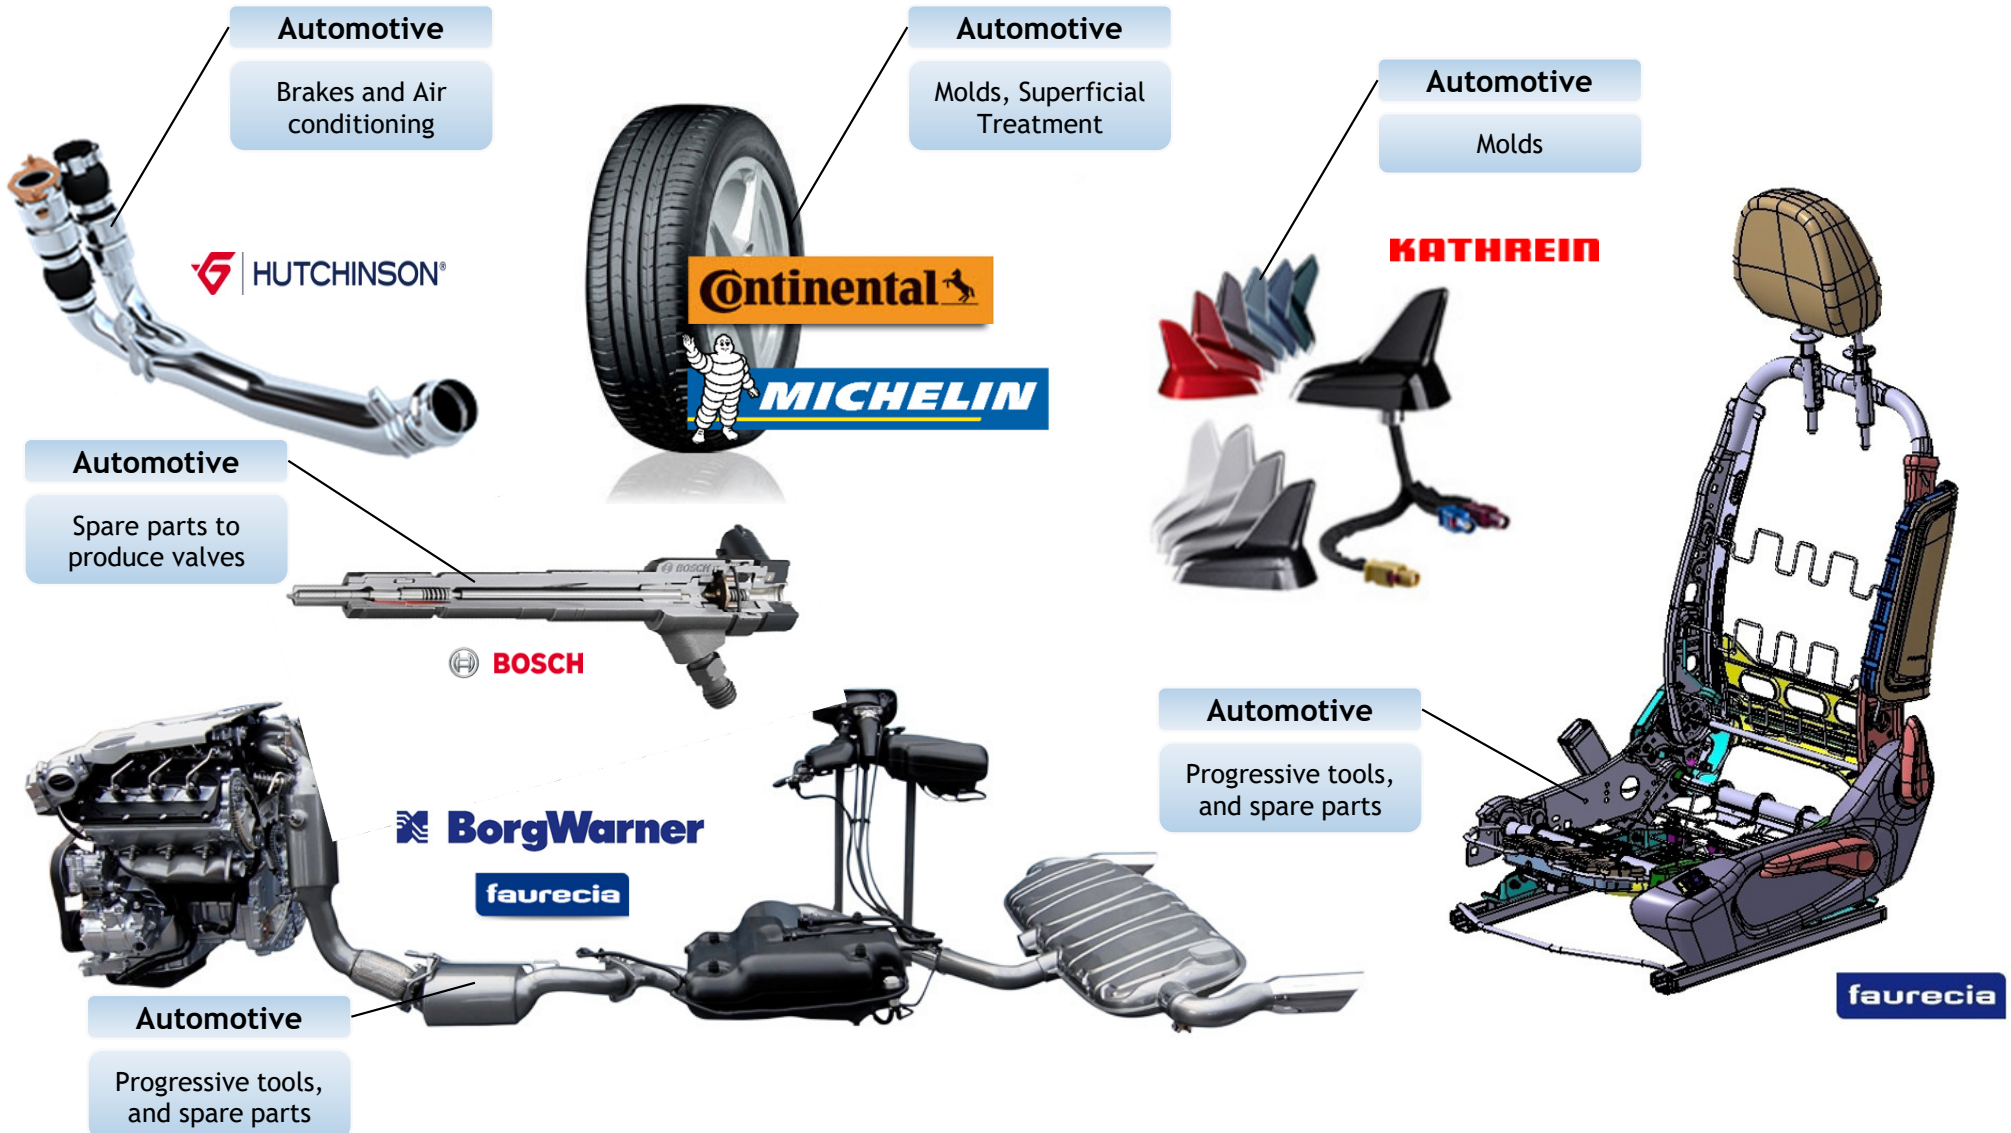 Automotive
Brakes and Air
conditioning
HUTCHINSON®
Automotive
Molds, Superficial
Treatment
Continental
MICHELIN
Automotive
Molds
KATHREIN
Automotive
Spare parts to
produce valves
BOSCH
BOSCH
BorgWarner
faurecia
Automotive
Progressive tools,
and spare parts
Automotive
Progressive tools,
and spare parts
faurecia